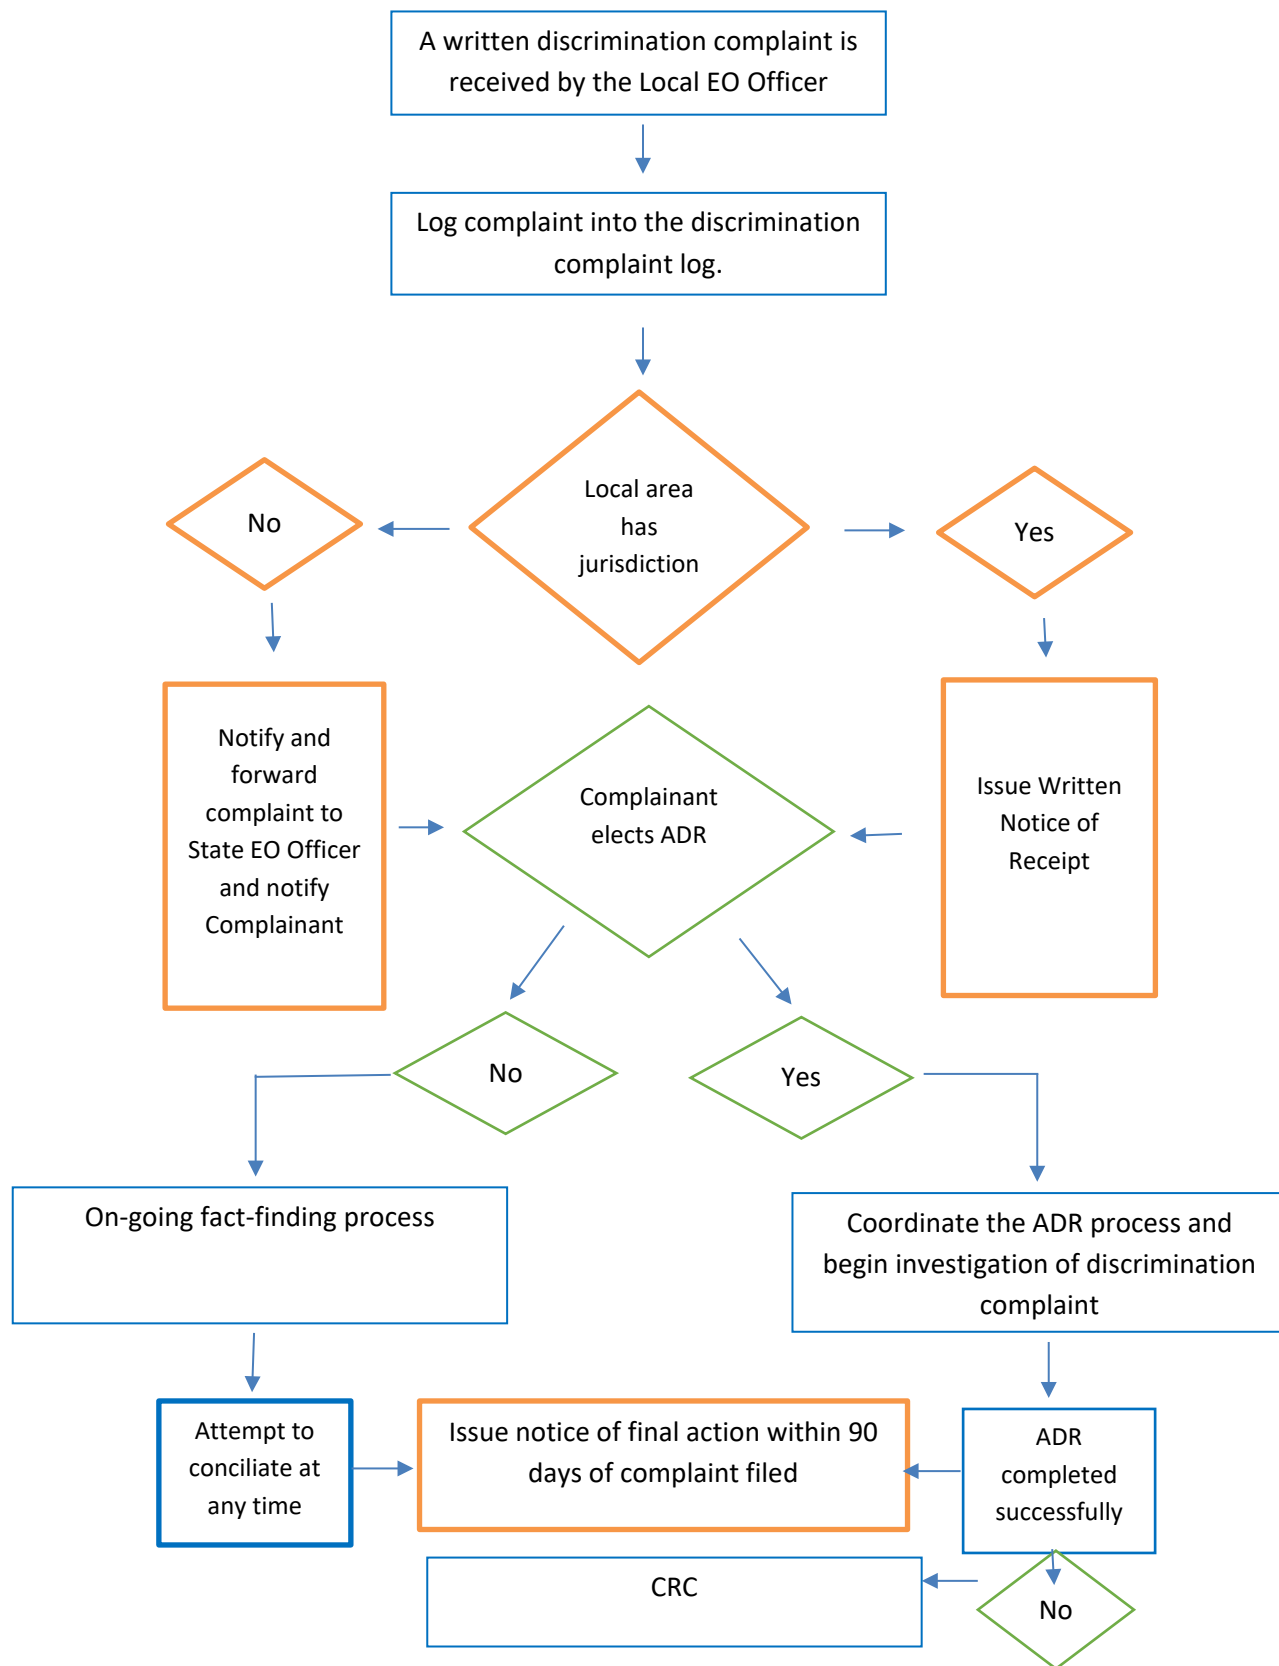 A written discrimination complaint is
received by the Local EO Officer
Log complaint into the discrimination
complaint log.
Local area
has
jurisdiction
No
Yes
Notify and
forward
complaint to
State EO Officer
and notify
Complainant
Complainant
elects ADR
Issue Written
Notice of
Receipt
No
Yes
On-going fact-finding process
Coordinate the ADR process and
begin investigation of discrimination
complaint
Attempt to
conciliate at
any time
Issue notice of final action within 90
days of complaint filed
ADR
completed
successfully
CRC
No